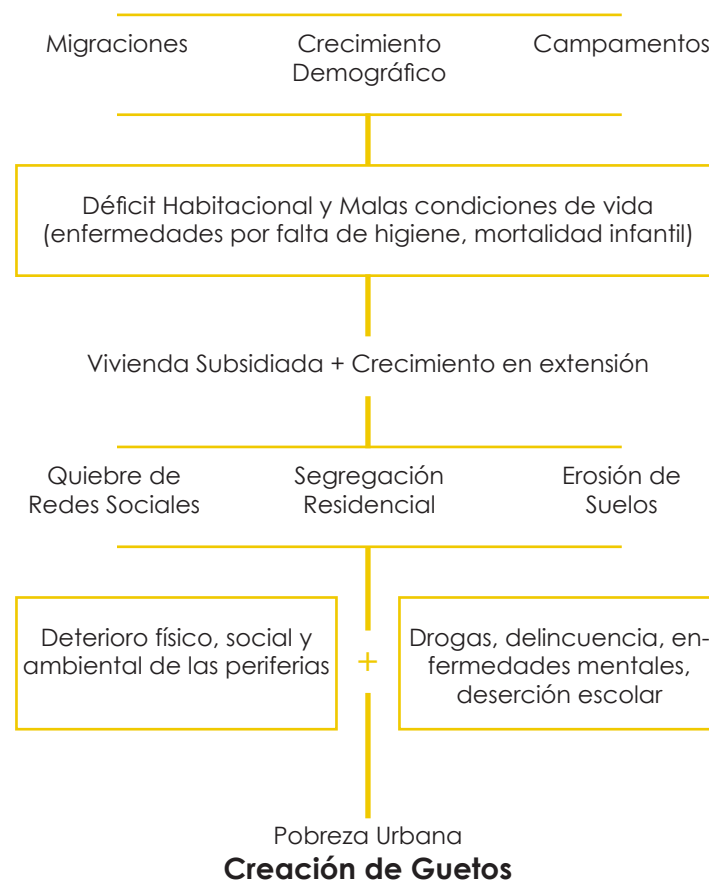 Migraciones
Crecimiento
Demográfico
Campamentos
Déficit Habitacional y Malas condiciones de vida
(enfermedades por falta de higiene, mortalidad infantil)
Vivienda Subsidiada + Crecimiento en extensión
Quiebre de
Redes Sociales
Segregación
Residencial
Erosión de
Suelos
Deterioro físico, social y
ambiental de las periferias
+
Drogas, delincuencia, en-
fermedades mentales,
deserción escolar
Pobreza Urbana
Creación de Guetos